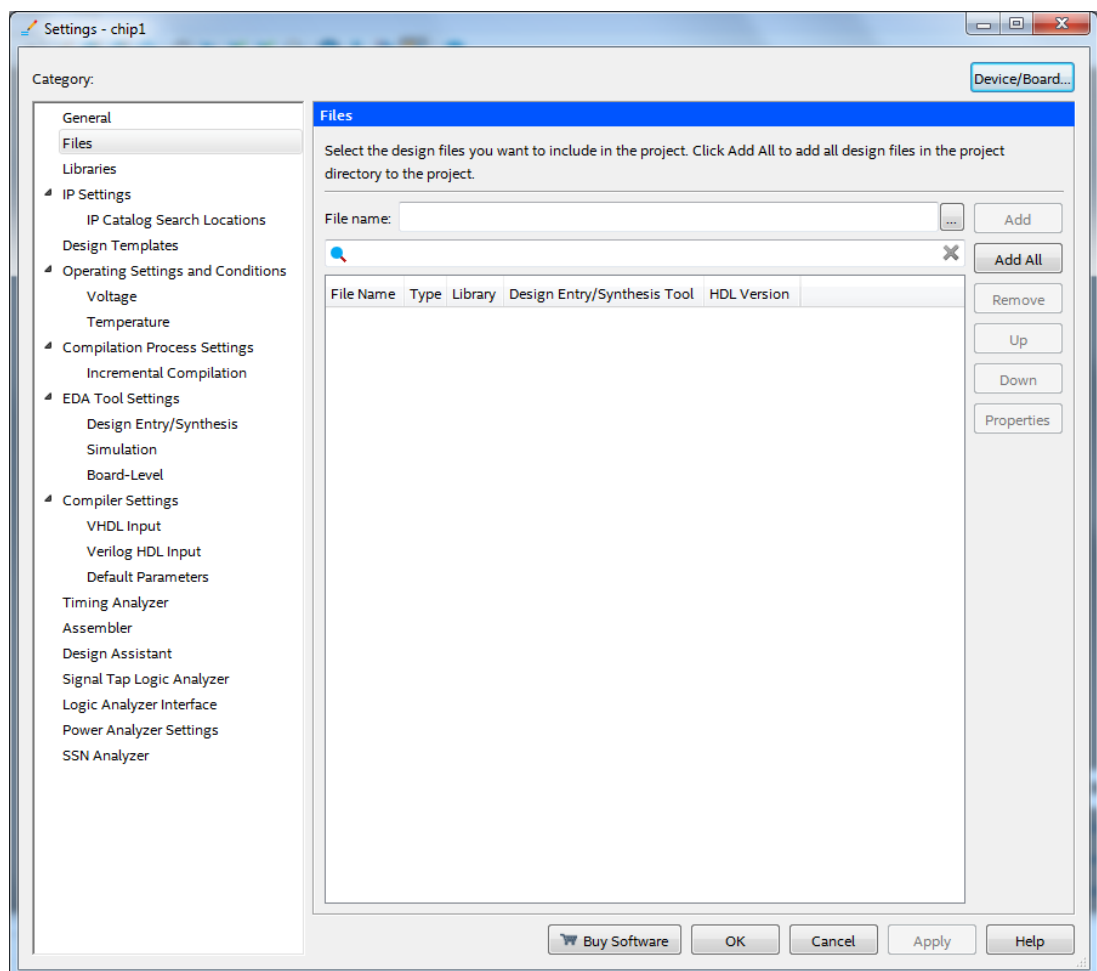 Settings - chip1
Category:
Device/Board...
General
Files
Libraries
IP Settings
IP Catalog Search Locations
Design Templates
Operating Settings and Conditions
Voltage
Temperature
Compilation Process Settings
Incremental Compilation
EDA Tool Settings
Design Entry/Synthesis
Simulation
Board-Level
Compiler Settings
VHDL Input
Verilog HDL Input
Default Parameters
Timing Analyzer
Assembler
Design Assistant
Signal Tap Logic Analyzer
Logic Analyzer Interface
Power Analyzer Settings
SSN Analyzer
Files
Select the design files you want to include in the project. Click Add All to add all design files in the project
directory to the project.
File name:
...
Add
Add All
File Name Type Library Design Entry/Synthesis Tool HDL Version
Remove
Up
Down
Properties
Buy Software
OK
Cancel
Apply
Help